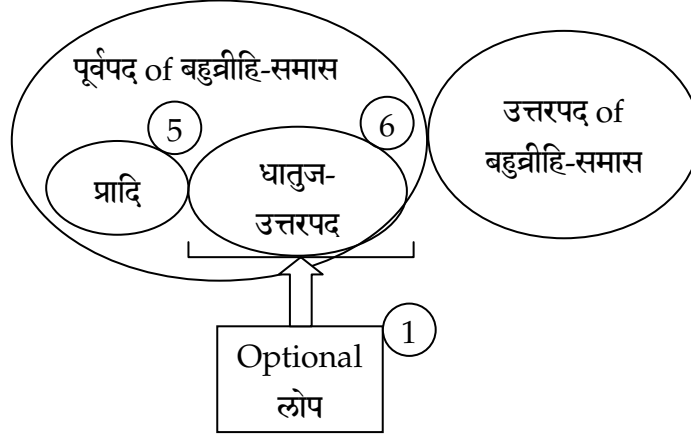 पूर्वपद of बहुव्रीहि-समास
5
6
प्रादि
धातुज-
उत्तरपद
उत्तरपद of
बहुव्रीहि-समास
1
Optional
लोप